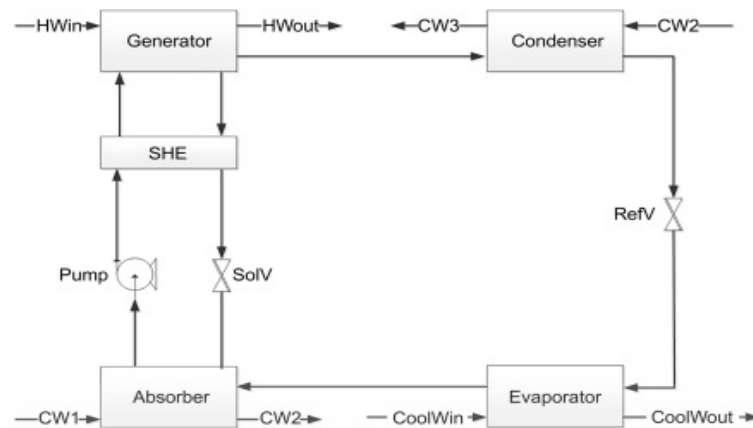 HWin
Generator
HWout
CW3
Condenser
CW2
SHE
RefV
Pump
SolV
Absorber
Evaporator
CW1
CW2
CoolWin
CoolWout